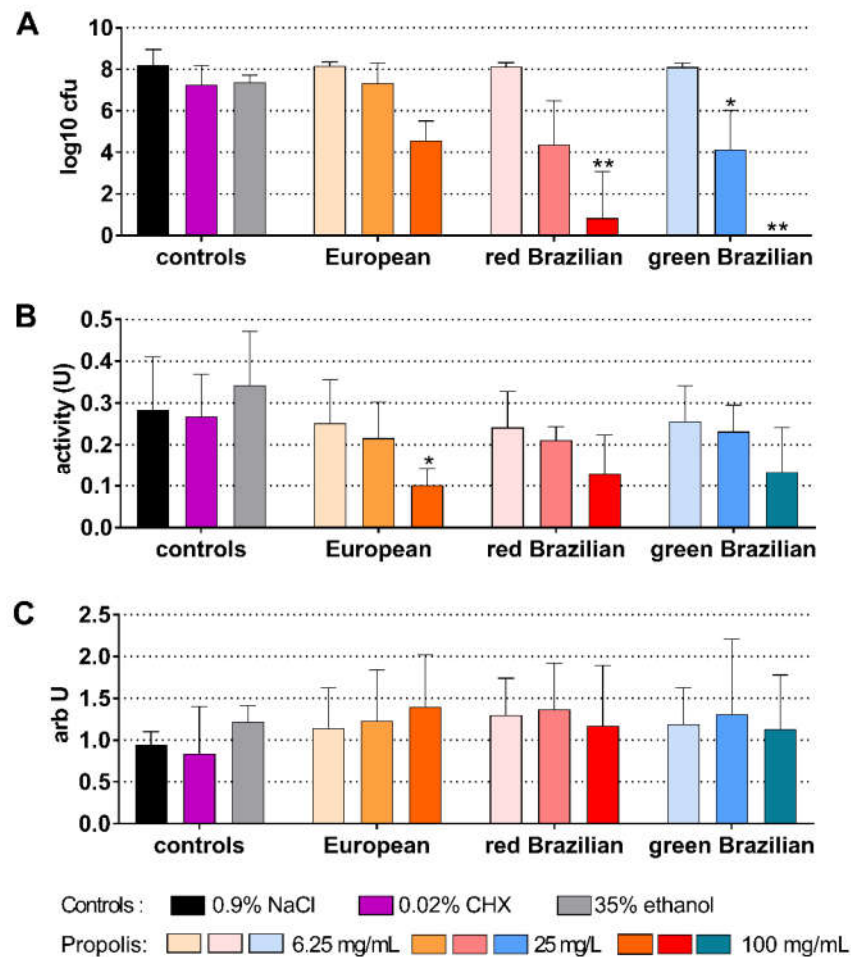 A
log10 cfu
10
8
6
4
2
0
*
**
**
controls European red Brazilian green Brazilian
B
activity (U)
0.5
0.4
0.3
0.2
0.1
0.0
*
controls European red Brazilian green Brazilian
C
arb U
2.5
2.0
1.5
1.0
0.5
0.0
controls European red Brazilian green Brazilian
Controls : 0.9% NaCl 0.02% CHX 35% ethanol
Propolis: 6.25 mg/mL 25 mg/L 100 mg/mL